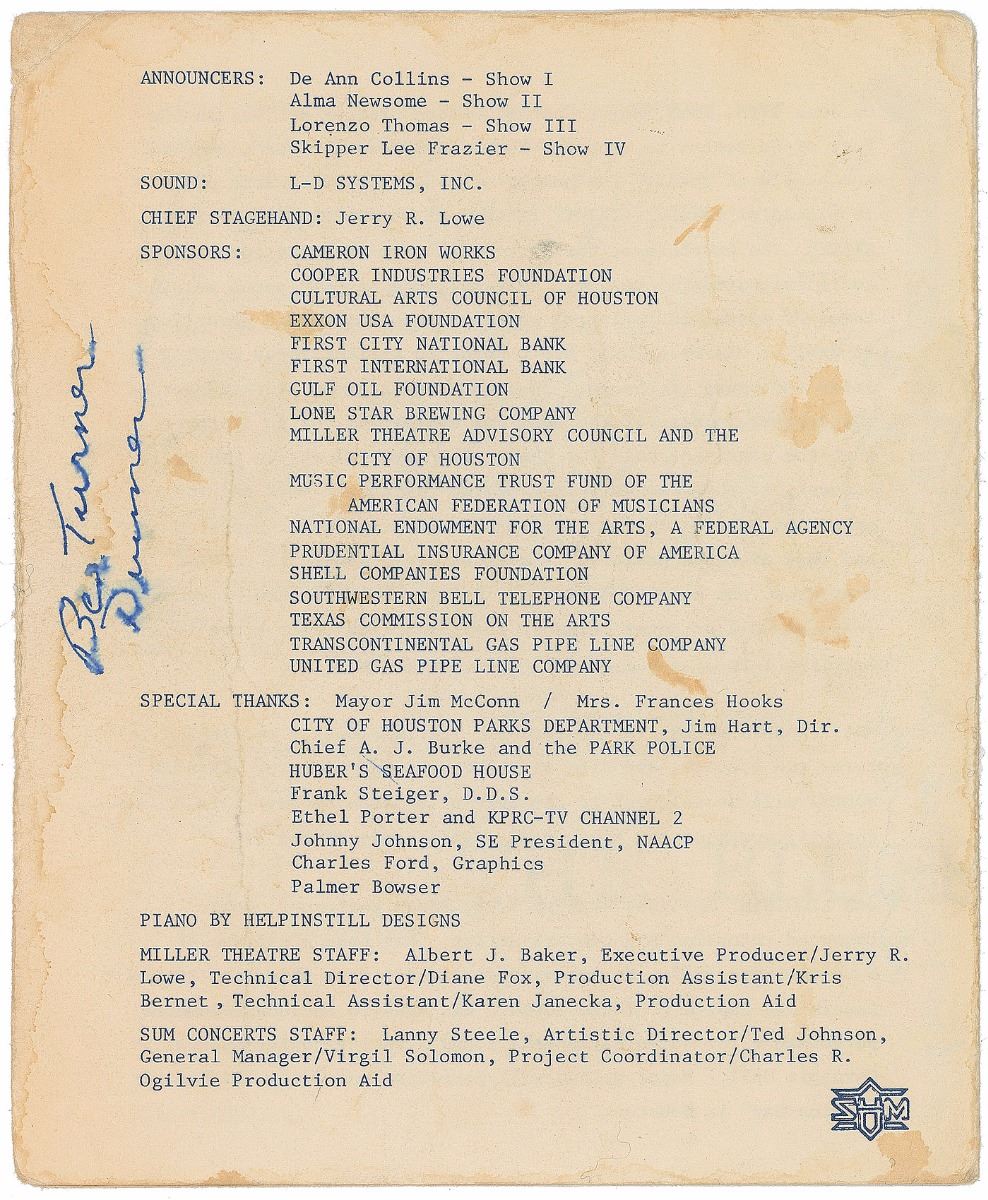 ANNOUNCERS: De Ann Collins - Show I
Alma Newsome - Show II
Lorenzo Thomas - Show III
Skipper Lee Frazier - Show IV
SOUND: L-D SYSTEMS, INC.
CHIEF STAGEHAND: Jerry R. Lowe
SPONSORS: CAMERON IRON WORKS
COOPER INDUSTRIES FOUNDATION
CULTURAL ARTS COUNCIL OF HOUSTON
EXXON USA FOUNDATION
FIRST CITY NATIONAL BANK
FIRST INTERNATIONAL BANK
GULF OIL FOUNDATION
LONE STAR BREWING COMPANY
MILLER THEATRE ADVISORY COUNCIL AND THE
CITY OF HOUSTON
MUSIC PERFORMANCE TRUST FUND OF THE
AMERICAN FEDERATION OF MUSICIANS
NATIONAL ENDOWMENT FOR THE ARTS, A FEDERAL AGENCY
PRUDENTIAL INSURANCE COMPANY OF AMERICA
SHELL COMPANIES FOUNDATION
SOUTHWESTERN BELL TELEPHONE COMPANY
TEXAS COMMISSION ON THE ARTS
TRANSCONTINENTAL GAS PIPE LINE COMPANY
UNITED GAS PIPE LINE COMPANY
SPECIAL THANKS: Mayor Jim McConn / Mrs. Frances Hooks
CITY OF HOUSTON PARKS DEPARTMENT, Jim Hart, Dir.
Chief A. J. Burke and the PARK POLICE
HUBER'S SEAFOOD HOUSE
Frank Steiger, D.D.S.
Ethel Porter and KPRC-TV CHANNEL 2
Johnny Johnson, SE President, NAACP
Charles Ford, Graphics
Palmer Bowser
PIANO BY HELPINSTILL DESIGNS
MILLER THEATRE STAFF: Albert J. Baker, Executive Producer/Jerry R.
Lowe, Technical Director/Diane Fox, Production Assistant/Kris
Bernet, Technical Assistant/Karen Janecka, Production Aid
SUM CONCERTS STAFF: Lanny Steele, Artistic Director/Ted Johnson,
General Manager/Virgil Solomon, Project Coordinator/Charles R.
Ogilvie Production Aid
SUM
Turner